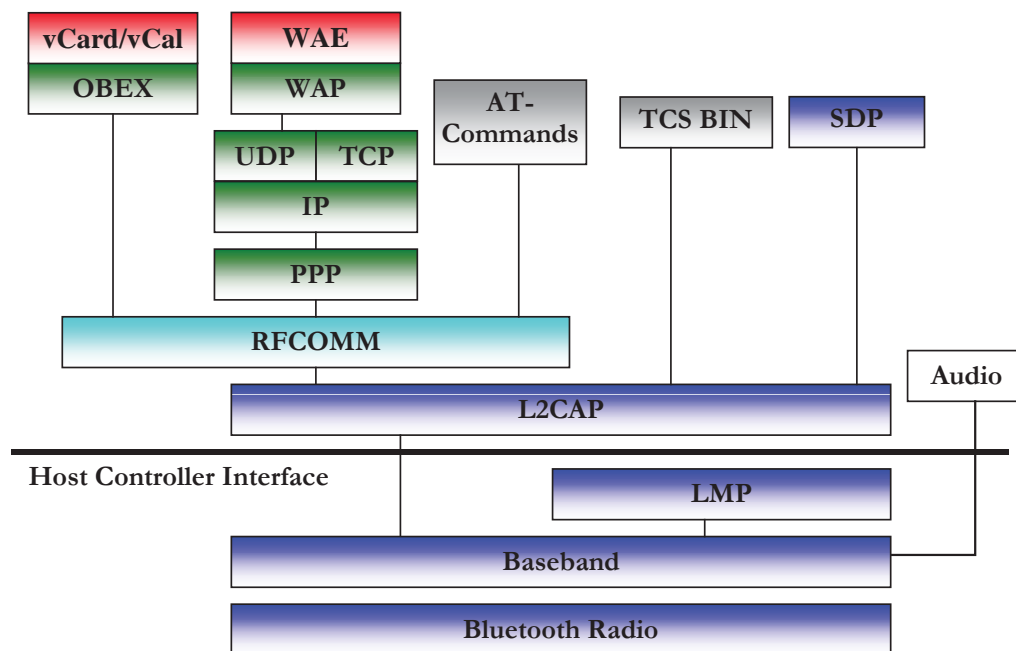 vCard/vCal
WAE
OBEX
WAP
AT-
Commands
TCS BIN
SDP
UDP
TCP
IP
PPP
RFCOMM
Audio
L2CAP
Host Controller Interface
LMP
Baseband
Bluetooth Radio